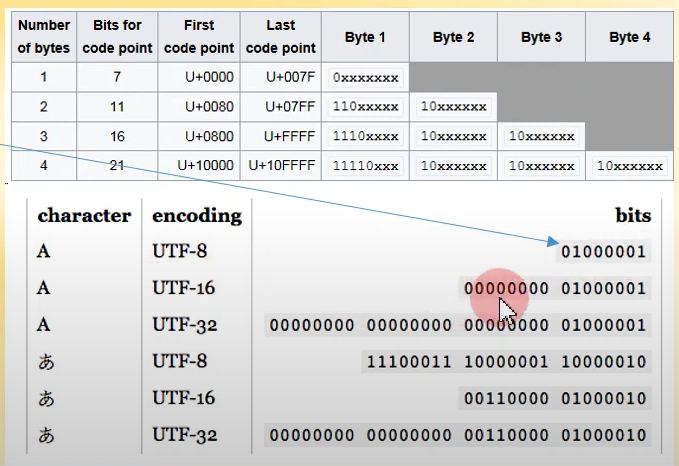 Number of bytes Bits for code point First code point Last code point Byte 1 Byte 2 Byte 3 Byte 4
1 7 U+0000 U+007F 0xxxxxxx
2 11 U+0080 U+07FF 110xxxxx 10xxxxxx
3 16 U+0800 U+FFFF 1110xxxx 10xxxxxx 10xxxxxx
4 21 U+10000 U+10FFFF 11110xxx 10xxxxxx 10xxxxxx 10xxxxxx
character encoding bits
A UTF-8 01000001
A UTF-16 00000000 01000001
A UTF-32 00000000 00000000 00000000 01000001
あ UTF-8 11100011 10000001 10000010
あ UTF-16 00110000 01000010
あ UTF-32 00000000 00000000 00110000 01000010